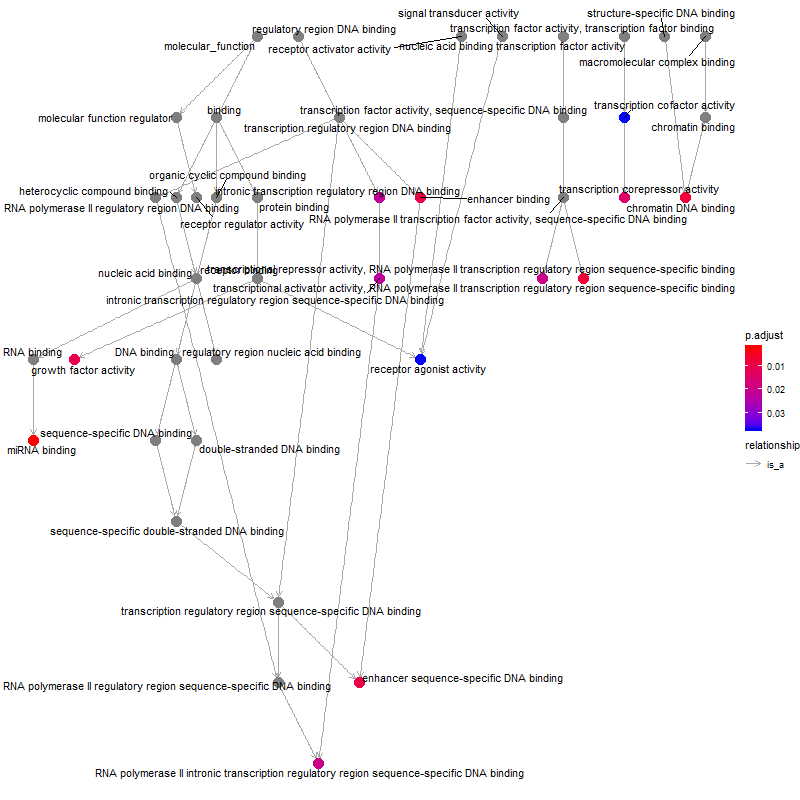 signal transducer activity
structure-specific DNA binding
regulatory region DNA binding
transcription factor activity, transcription factor binding
molecular_function
receptor activator activity
nucleic acid binding transcription factor activity
macromolecular complex binding
transcription cofactor activity
binding
transcription factor activity, sequence-specific DNA binding
molecular function regulator
transcription regulatory region DNA binding
chromatin binding
organic cyclic compound binding
heterocyclic compound binding
intronic transcription regulatory region DNA binding
transcription corepressor activity
enhancer binding
RNA polymerase II regulatory region DNA binding
protein binding
chromatin DNA binding
RNA polymerase II transcription factor activity, sequence-specific DNA binding
receptor regulator activity
nucleic acid binding
receptor binding
transcriptional repressor activity, RNA polymerase II transcription regulatory region sequence-specific binding
transcriptional activator activity, RNA polymerase II transcription regulatory region sequence-specific binding
intronic transcription regulatory region sequence-specific DNA binding
p.adjust
0.01
0.02
0.03
RNA binding
DNA binding
regulatory region nucleic acid binding
growth factor activity
receptor agonist activity
sequence-specific DNA binding
miRNA binding
double-stranded DNA binding
relationship
is_a
sequence-specific double-stranded DNA binding
transcription regulatory region sequence-specific DNA binding
RNA polymerase II regulatory region sequence-specific DNA binding
enhancer sequence-specific DNA binding
RNA polymerase II intronic transcription regulatory region sequence-specific DNA binding